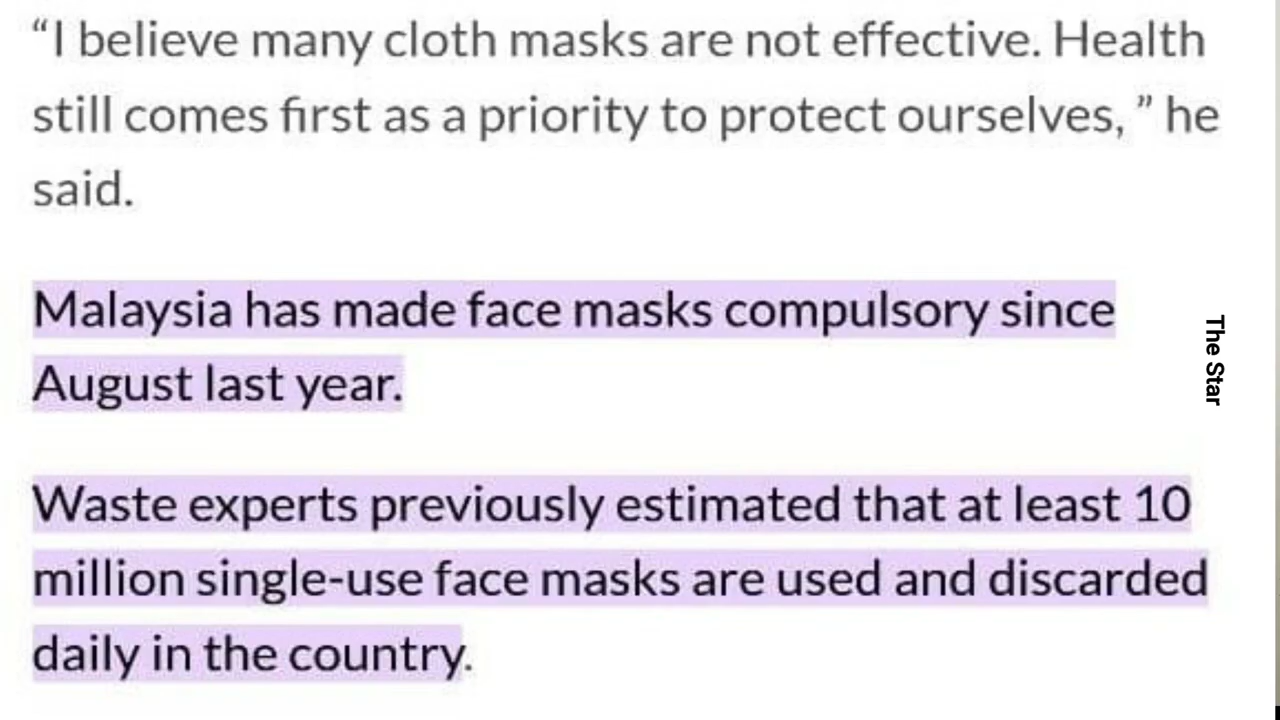 “I believe many cloth masks are not effective. Health
still comes first as a priority to protect ourselves, ” he
said.
Malaysia has made face masks compulsory since
August last year.
Waste experts previously estimated that at least 10
million single-use face masks are used and discarded
daily in the country.
The Star